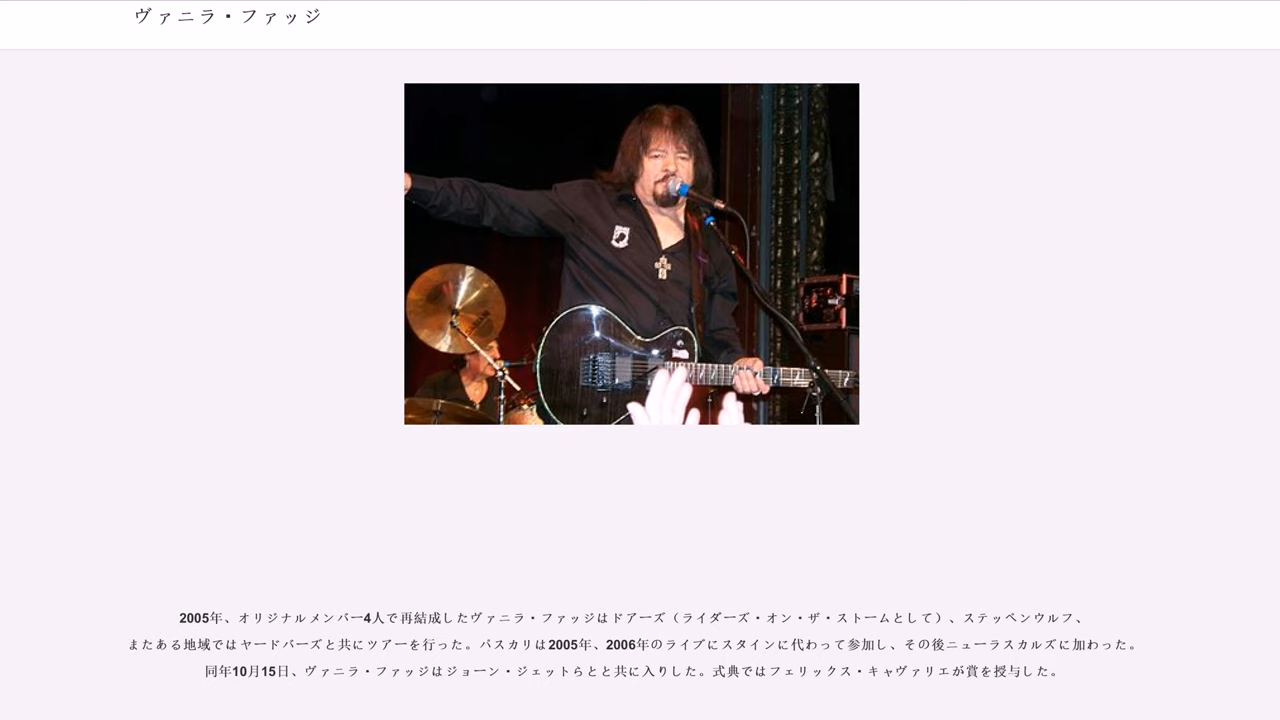 ヴァニラ・ファッジ
2005年、オリジナルメンバー4人で再結成したヴァニラ・ファッジはドアーズ（ライダーズ・オン・ザ・ストームとして）、ステッペンウルフ、
またある地域ではヤードバーズと共にツアーを行った。パスカリは2005年、2006年のライブにスタインに代わって参加し、その後ニューラスカルズに加わった。
同年10月15日、ヴァニラ・ファッジはジョーン・ジェットらとと共に入りした。式典ではフェリックス・キャヴァリエが賞を授与した。